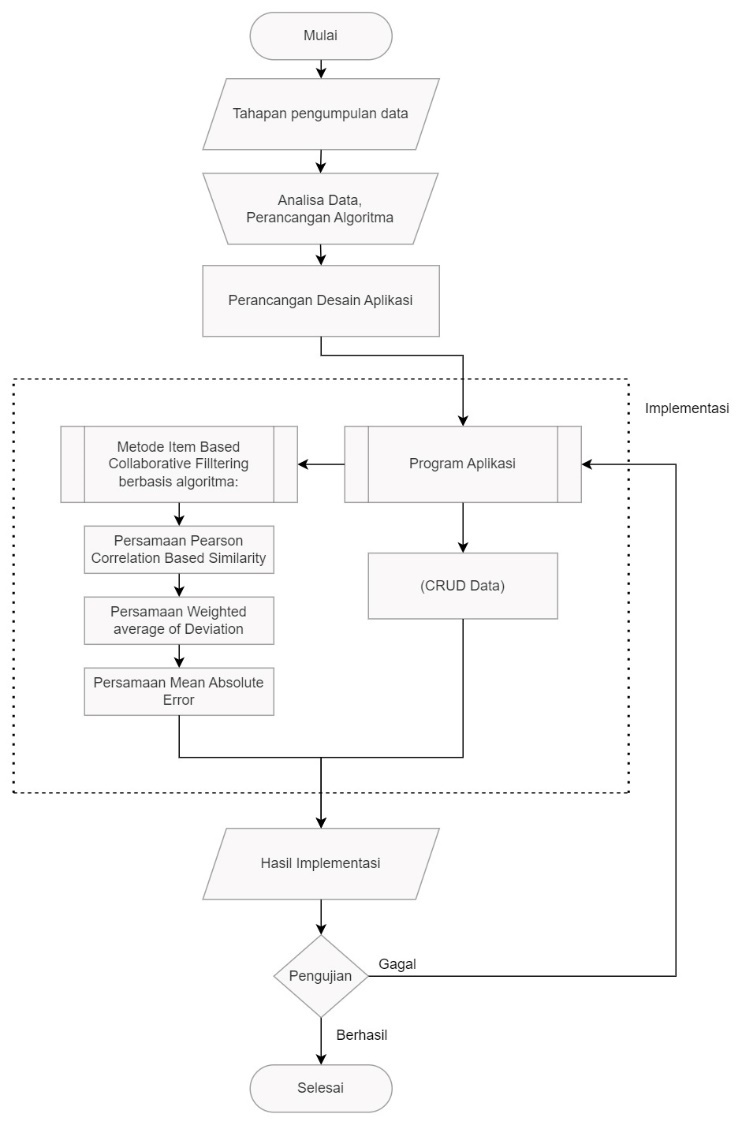 Mulai
Tahapan pengumpulan data
Analisa Data,
Perancangan Algoritma
Perancangan Desain Aplikasi
Implementasi
Metode Item Based
Collaborative Filltering
berbasis algoritma:
Program Aplikasi
Persamaan Pearson
Correlation Based Similarity
(CRUD Data)
Persamaan Weighted
average of Deviation
Persamaan Mean Absolute
Error
Hasil Implementasi
Pengujian
Gagal
Berhasil
Selesai